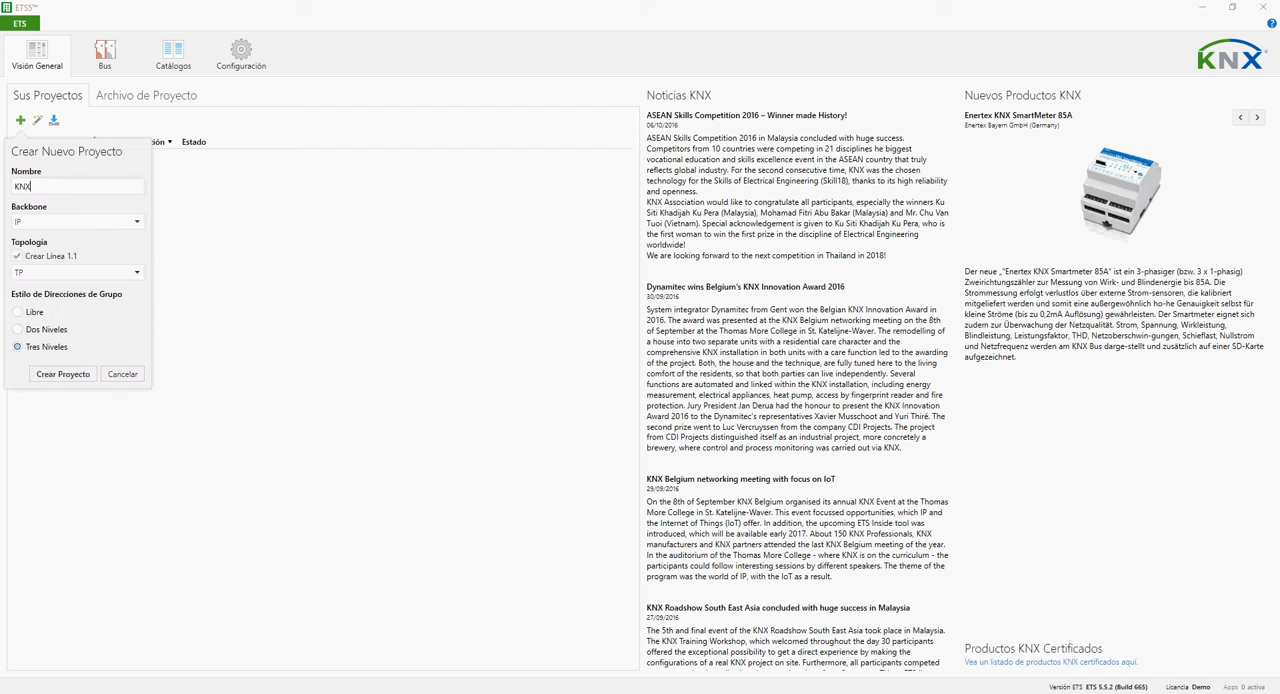 ETS5™
ETS
?
Visión General
Bus
Catálogos
Configuración
KNX
Sus Proyectos
Archivo de Proyecto
ión
Estado
Crear Nuevo Proyecto
Nombre
KNX
Backbone
IP
Topología
Crear Línea 1.1
TP
Estilo de Direcciones de Grupo
Libre
Dos Niveles
Tres Niveles
Crear Proyecto
Cancelar
Noticias KNX
ASEAN Skills Competition 2016 – Winner made History!
06/10/2016
ASEAN Skills Competition 2016 in Malaysia concluded with huge success.
Competitors from 10 countries were competing in 21 disciplines he biggest
vocational education and skills excellence event in the ASEAN country that truly
reflects global industry. For the second consecutive time, KNX was the chosen
technology for the Skills of Electrical Engineering (Skill18), thanks to its high reliability
and openness.
KNX Association would like to congratulate all participants, especially the winners Ku
Siti Khadijah Ku Pera (Malaysia), Mohamad Fitri Abu Bakar (Malaysia) and Mr. Chu Van
Tuoi (Vietnam). Special acknowledgement is given to Ku Siti Khadijah Ku Pera, who is
the first woman to win the first prize in the discipline of Electrical Engineering
worldwide!
We are looking forward to the next competition in Thailand in 2018!
Dynamitec wins Belgium's KNX Innovation Award 2016
30/09/2016
System integrator Dynamitec from Gent won the Belgian KNX Innovation Award in
2016. The award was presented at the KNX Belgium networking meeting on the 8th
of September at the Thomas More College in St. Katelijne-Waver. The remodelling of
a house into two separate units with a residential care character and the
comprehensive KNX installation in both units with a care function led to the awarding
of the project. Both, the house and the technique, are fully tuned here to the living
comfort of the residents, so that both parties can live independently. Several
functions are automated and linked within the KNX installation, including energy
measurement, electrical appliances, heat pump, access by fingerprint reader and fire
protection. Jury President Jan Derua had the honour to present the KNX Innovation
Award 2016 to the Dynamitec's representatives Xavier Musschoot and Yuri Thiré. The
second prize went to Luc Vercruyssen from the company CDI Projects. The project
from CDI Projects distinguished itself as an industrial project, more concretely a
brewery, where control and process monitoring was carried out via KNX.
KNX Belgium networking meeting with focus on IoT
29/09/2016
On the 8th of September KNX Belgium organised its annual KNX Event at the Thomas
More College in St. Katelijne-Waver. This event focussed opportunities, which IP and
the Internet of Things (IoT) offer. In addition, the upcoming ETS Inside tool was
introduced, which will be available early 2017. About 150 KNX Professionals, KNX
manufacturers and KNX partners attended the last KNX Belgium meeting of the year.
In the auditorium of the Thomas More College - where KNX is on the curriculum - the
participants could follow interesting sessions by different speakers. The theme of the
program was the world of IP, with the IoT as a result.
KNX Roadshow South East Asia concluded with huge success in Malaysia
27/09/2016
The 5th and final event of the KNX Roadshow South East Asia took place in Malaysia.
The KNX Training Workshop, which welcomed throughout the day 30 participants
offered the exceptional possibility to get a direct experience by making the
configurations of a real KNX project on site. Furthermore, all participants competed
Nuevos Productos KNX
Enertex KNX SmartMeter 85A
Enertex Bayern GmbH (Germany)
Der neue „"Enertex KNX Smartmeter 85A" ist ein 3-phasiger (bzw. 3 x 1-phasig)
Zweirichtungszähler zur Messung von Wirk- und Blindenergie bis 85A. Die
Strommessung erfolgt verlustlos über externe Strom-sensoren, die kalibriert
mitgeliefert werden und somit eine außergewöhnlich ho-he Genauigkeit selbst für
kleine Ströme (bis zu 0,2mA Auflösung) gewährleisten. Der Smartmeter eignet sich
zudem zur Überwachung der Netzqualität. Strom, Spannung, Wirkleistung,
Blindleistung, Leistungsfaktor, THD, Netzoberschwin-gungen, Schieflast, Nullstrom
und Netzfrequenz werden am KNX Bus darge-stellt und zusätzlich auf einer SD-Karte
aufgezeichnet.
Productos KNX Certificados
Vea un listado de productos KNX certificados aquí.
Versión ETS ETS 5.5.2 (Build 665)
Licencia Demo
Apps 0 activa